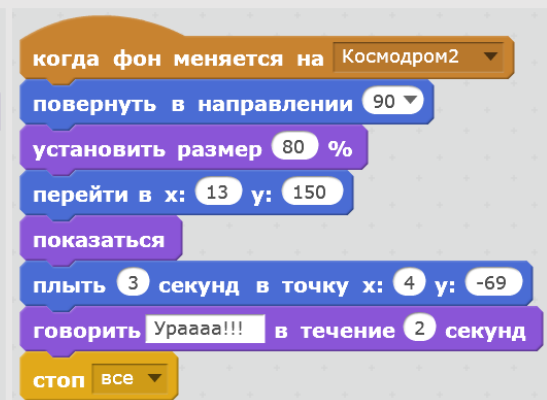 когда фон меняется на Космодром2
повернуть в направлении 90
установить размер 80 %
перейти в x: 13 y: 150
показаться
плыть 3 секунд в точку x: 4 y: -69
говорить Ураааа!!! в течение 2 секунд
стоп все